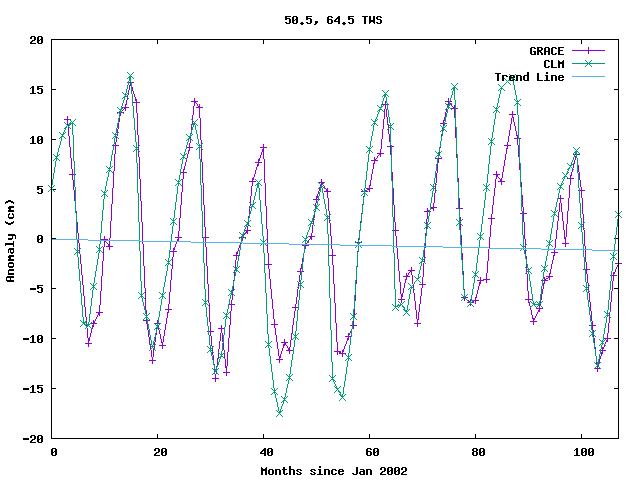 50.5, 64.5 TWS
GRACE
CLM
Trend Line
20
15
10
5
0
-5
-10
-15
-20
Anomaly (cm)
0 20 40 60 80 100
Months since Jan 2002